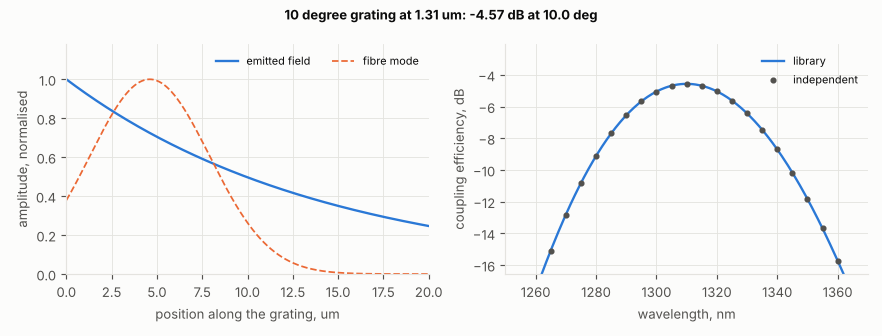 10 degree grating at 1.31 um: -4.57 dB at 10.0 deg
emitted field
fibre mode
amplitude, normalised
1.0
0.8
0.6
0.4
0.2
0.0
0.0 2.5 5.0 7.5 10.0 12.5 15.0 17.5 20.0
position along the grating, um
library
independent
coupling efficiency, dB
−4
−6
−8
−10
−12
−14
−16
1260 1280 1300 1320 1340 1360
wavelength, nm